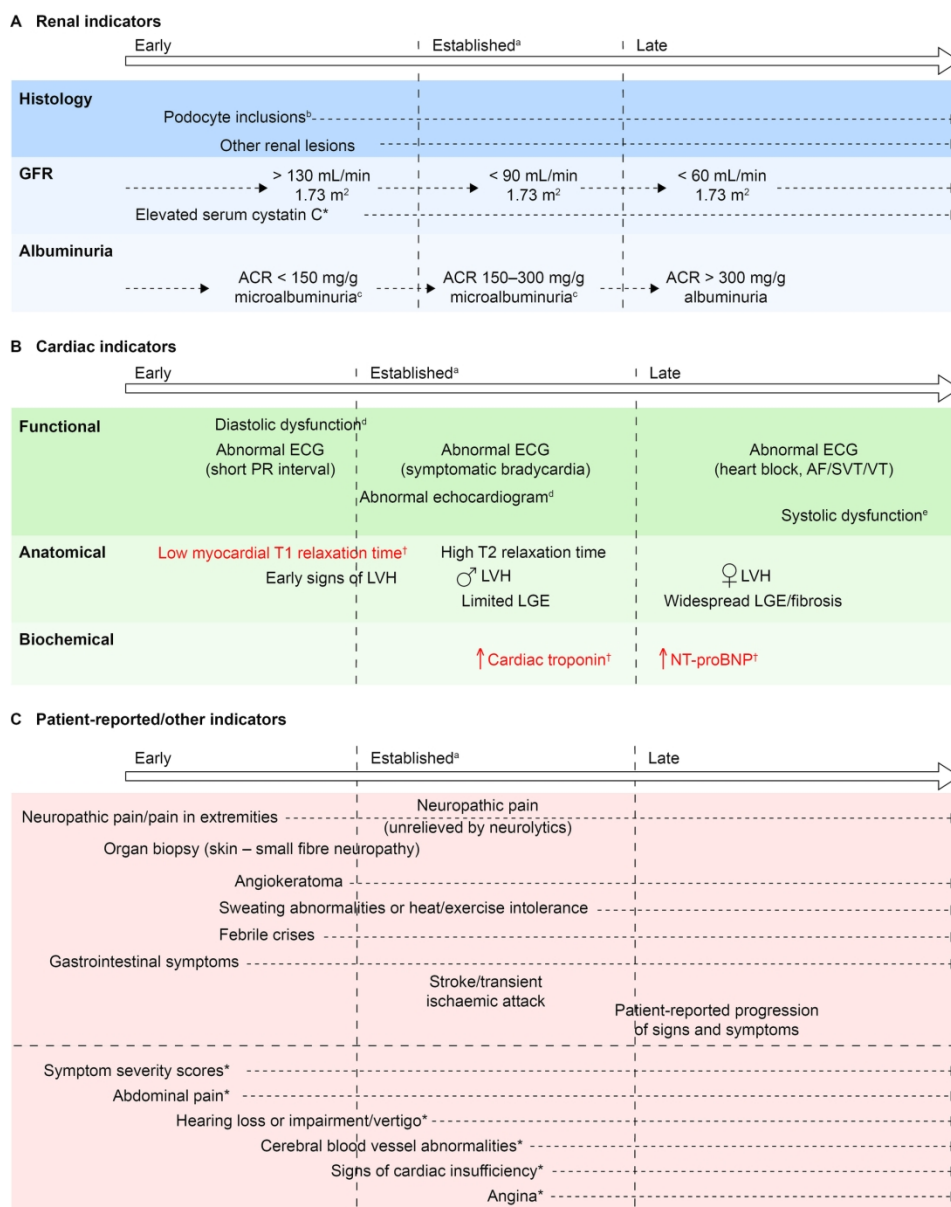 A Renal indicators
Early
Establishedᵃ
Late
Histology
Podocyte inclusionsᵇ
Other renal lesions
GFR
> 130 mL/min
1.73 m²
< 90 mL/min
1.73 m²
< 60 mL/min
1.73 m²
Elevated serum cystatin C*
Albuminuria
ACR < 150 mg/g
microalbuminuriaᶜ
ACR 150–300 mg/g
microalbuminuriaᶜ
ACR > 300 mg/g
albuminuria
B Cardiac indicators
Early
Establishedᵃ
Late
Functional
Diastolic dysfunctionᵈ
Abnormal ECG
(short PR interval)
Abnormal ECG
(symptomatic bradycardia)
Abnormal ECG
(heart block, AF/SVT/VT)
Abnormal echocardiogramᵈ
Systolic dysfunctionᵉ
Anatomical
Low myocardial T1 relaxation time†
High T2 relaxation time
Early signs of LVH
♂ LVH
♀ LVH
Limited LGE
Widespread LGE/fibrosis
Biochemical
↑ Cardiac troponin†
↑ NT-proBNP†
C Patient-reported/other indicators
Early
Establishedᵃ
Late
Neuropathic pain/pain in extremities
Neuropathic pain
(unrelieved by neurolytics)
Organ biopsy (skin – small fibre neuropathy)
Angiokeratoma
Sweating abnormalities or heat/exercise intolerance
Febrile crises
Gastrointestinal symptoms
Stroke/transient
ischaemic attack
Patient-reported progression
of signs and symptoms
Symptom severity scores*
Abdominal pain*
Hearing loss or impairment/vertigo*
Cerebral blood vessel abnormalities*
Signs of cardiac insufficiency*
Angina*